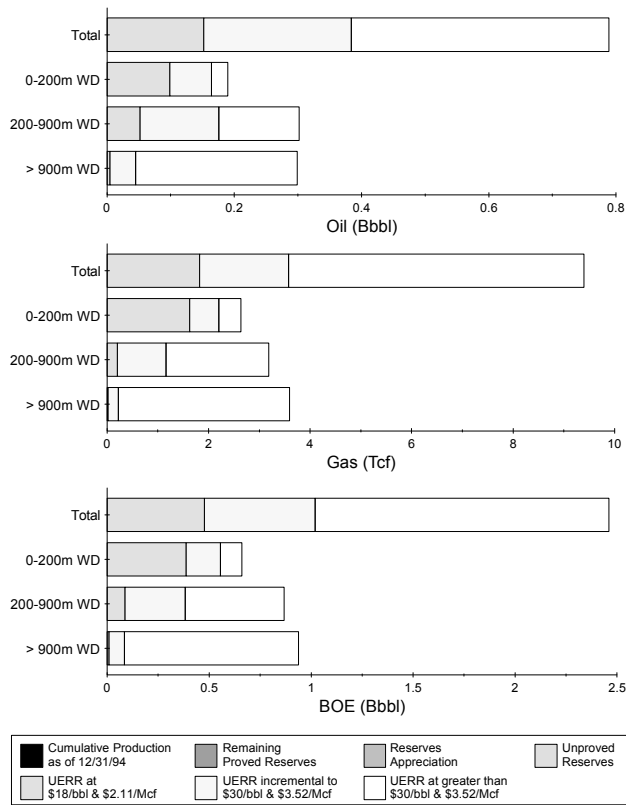 Total
0-200m WD
200-900m WD
> 900m WD
0 0.2 0.4 0.6 0.8
Oil (Bbbl)
Total
0-200m WD
200-900m WD
> 900m WD
0 2 4 6 8 10
Gas (Tcf)
Total
0-200m WD
200-900m WD
> 900m WD
0 0.5 1 1.5 2 2.5
BOE (Bbbl)
Cumulative Production
as of 12/31/94
Remaining
Proved Reserves
Reserves
Appreciation
Unproved
Reserves
UERR at
$18/bbl & $2.11/Mcf
UERR incremental to
$30/bbl & $3.52/Mcf
UERR at greater than
$30/bbl & $3.52/Mcf